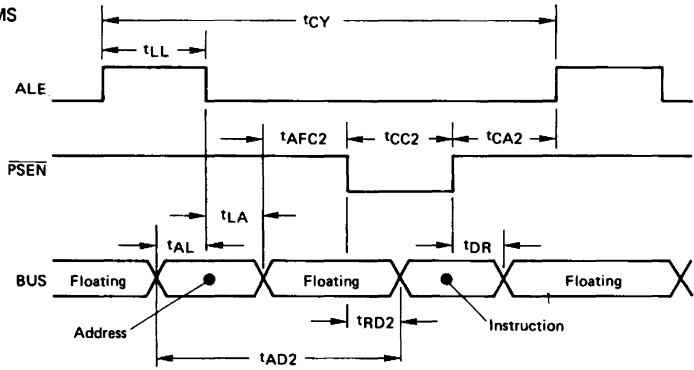 MS
tCY
tLL
ALE
tAFC2 tCC2 tCA2
PSEN
tLA
tAL tDR
BUS Floating Floating Floating
Address tRD2 Instruction
tAD2